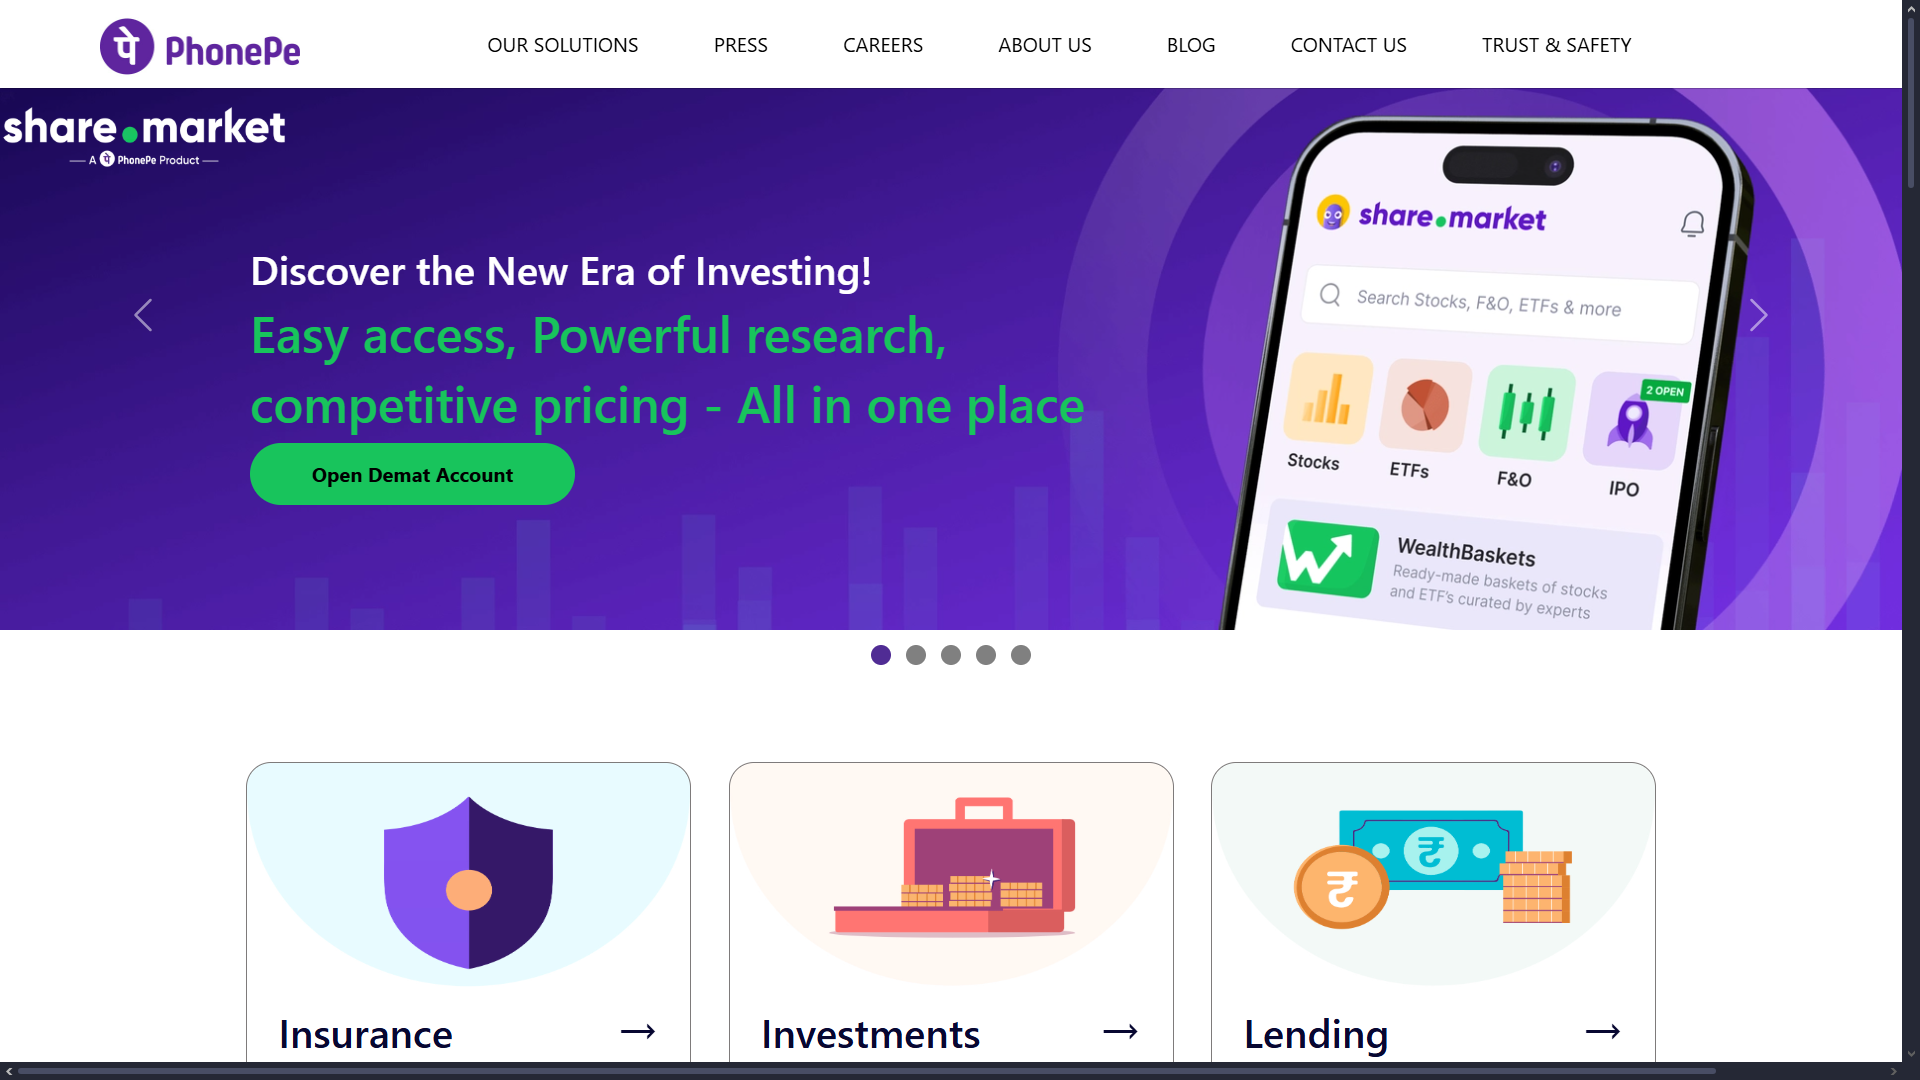 पे PhonePe
OUR SOLUTIONS
PRESS
CAREERS
ABOUT US
BLOG
CONTACT US
TRUST & SAFETY
share.market
A पे PhonePe Product
Discover the New Era of Investing!
Easy access, Powerful research,
competitive pricing - All in one place
Open Demat Account
share.market
Search Stocks, F&O, ETFs & more
2 OPEN
Stocks
ETFs
F&O
IPO
WealthBaskets
Ready-made baskets of stocks
and ETF's curated by experts
₹
₹
Insurance →
Investments →
Lending →